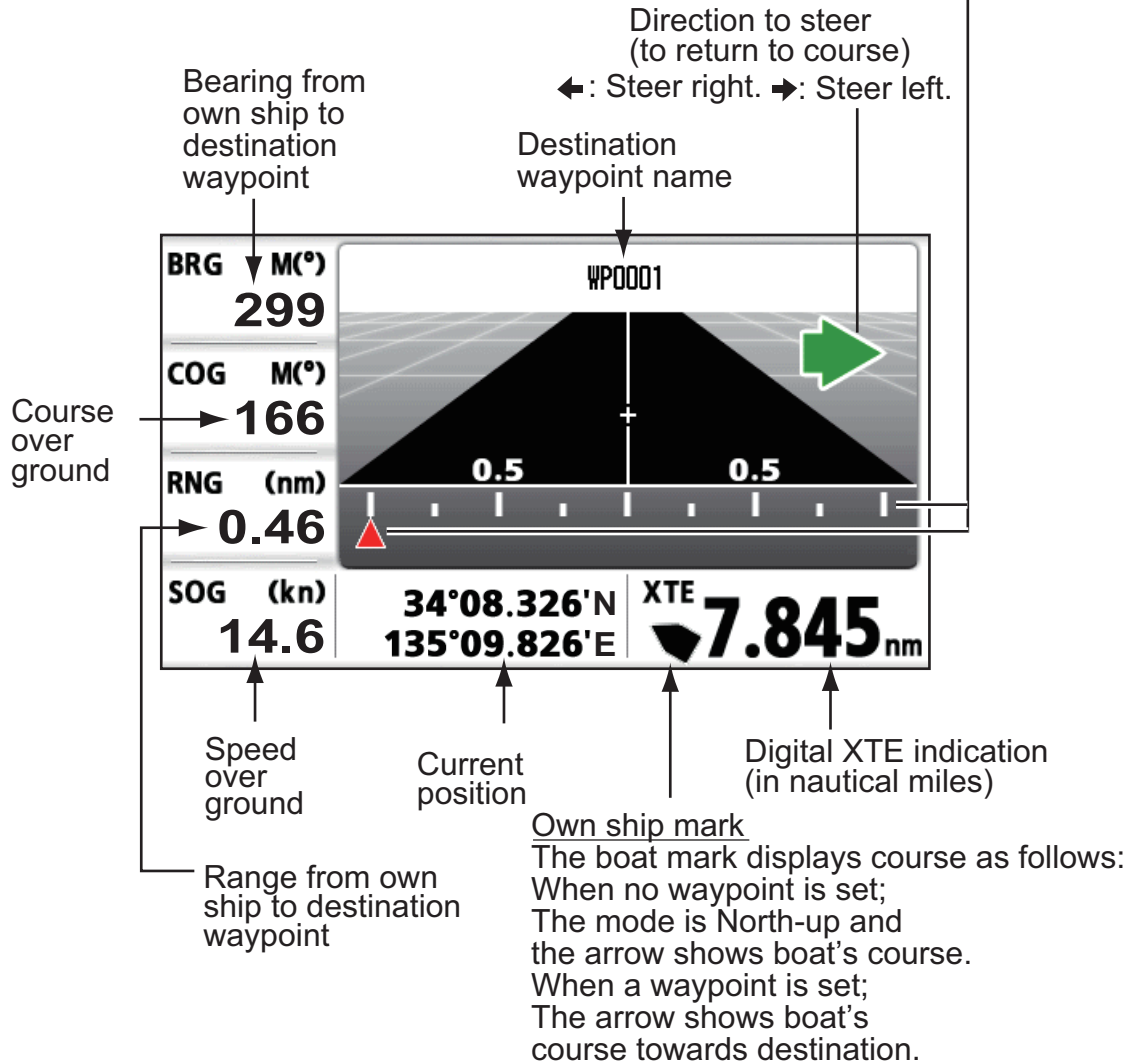 Direction to steer
(to return to course)
←: Steer right. →: Steer left.
Bearing from
own ship to
destination
waypoint
Destination
waypoint name
BRG M(°)
299
WP0001
COG M(°)
166
Course
over
ground
RNG (nm)
0.46
0.5 0.5
SOG (kn)
14.6
34°08.326'N
135°09.826'E
XTE
7.845nm
Speed
over
ground
Current
position
Digital XTE indication
(in nautical miles)
Range from own
ship to destination
waypoint
Own ship mark
The boat mark displays course as follows:
When no waypoint is set;
The mode is North-up and
the arrow shows boat's course.
When a waypoint is set;
The arrow shows boat's
course towards destination.